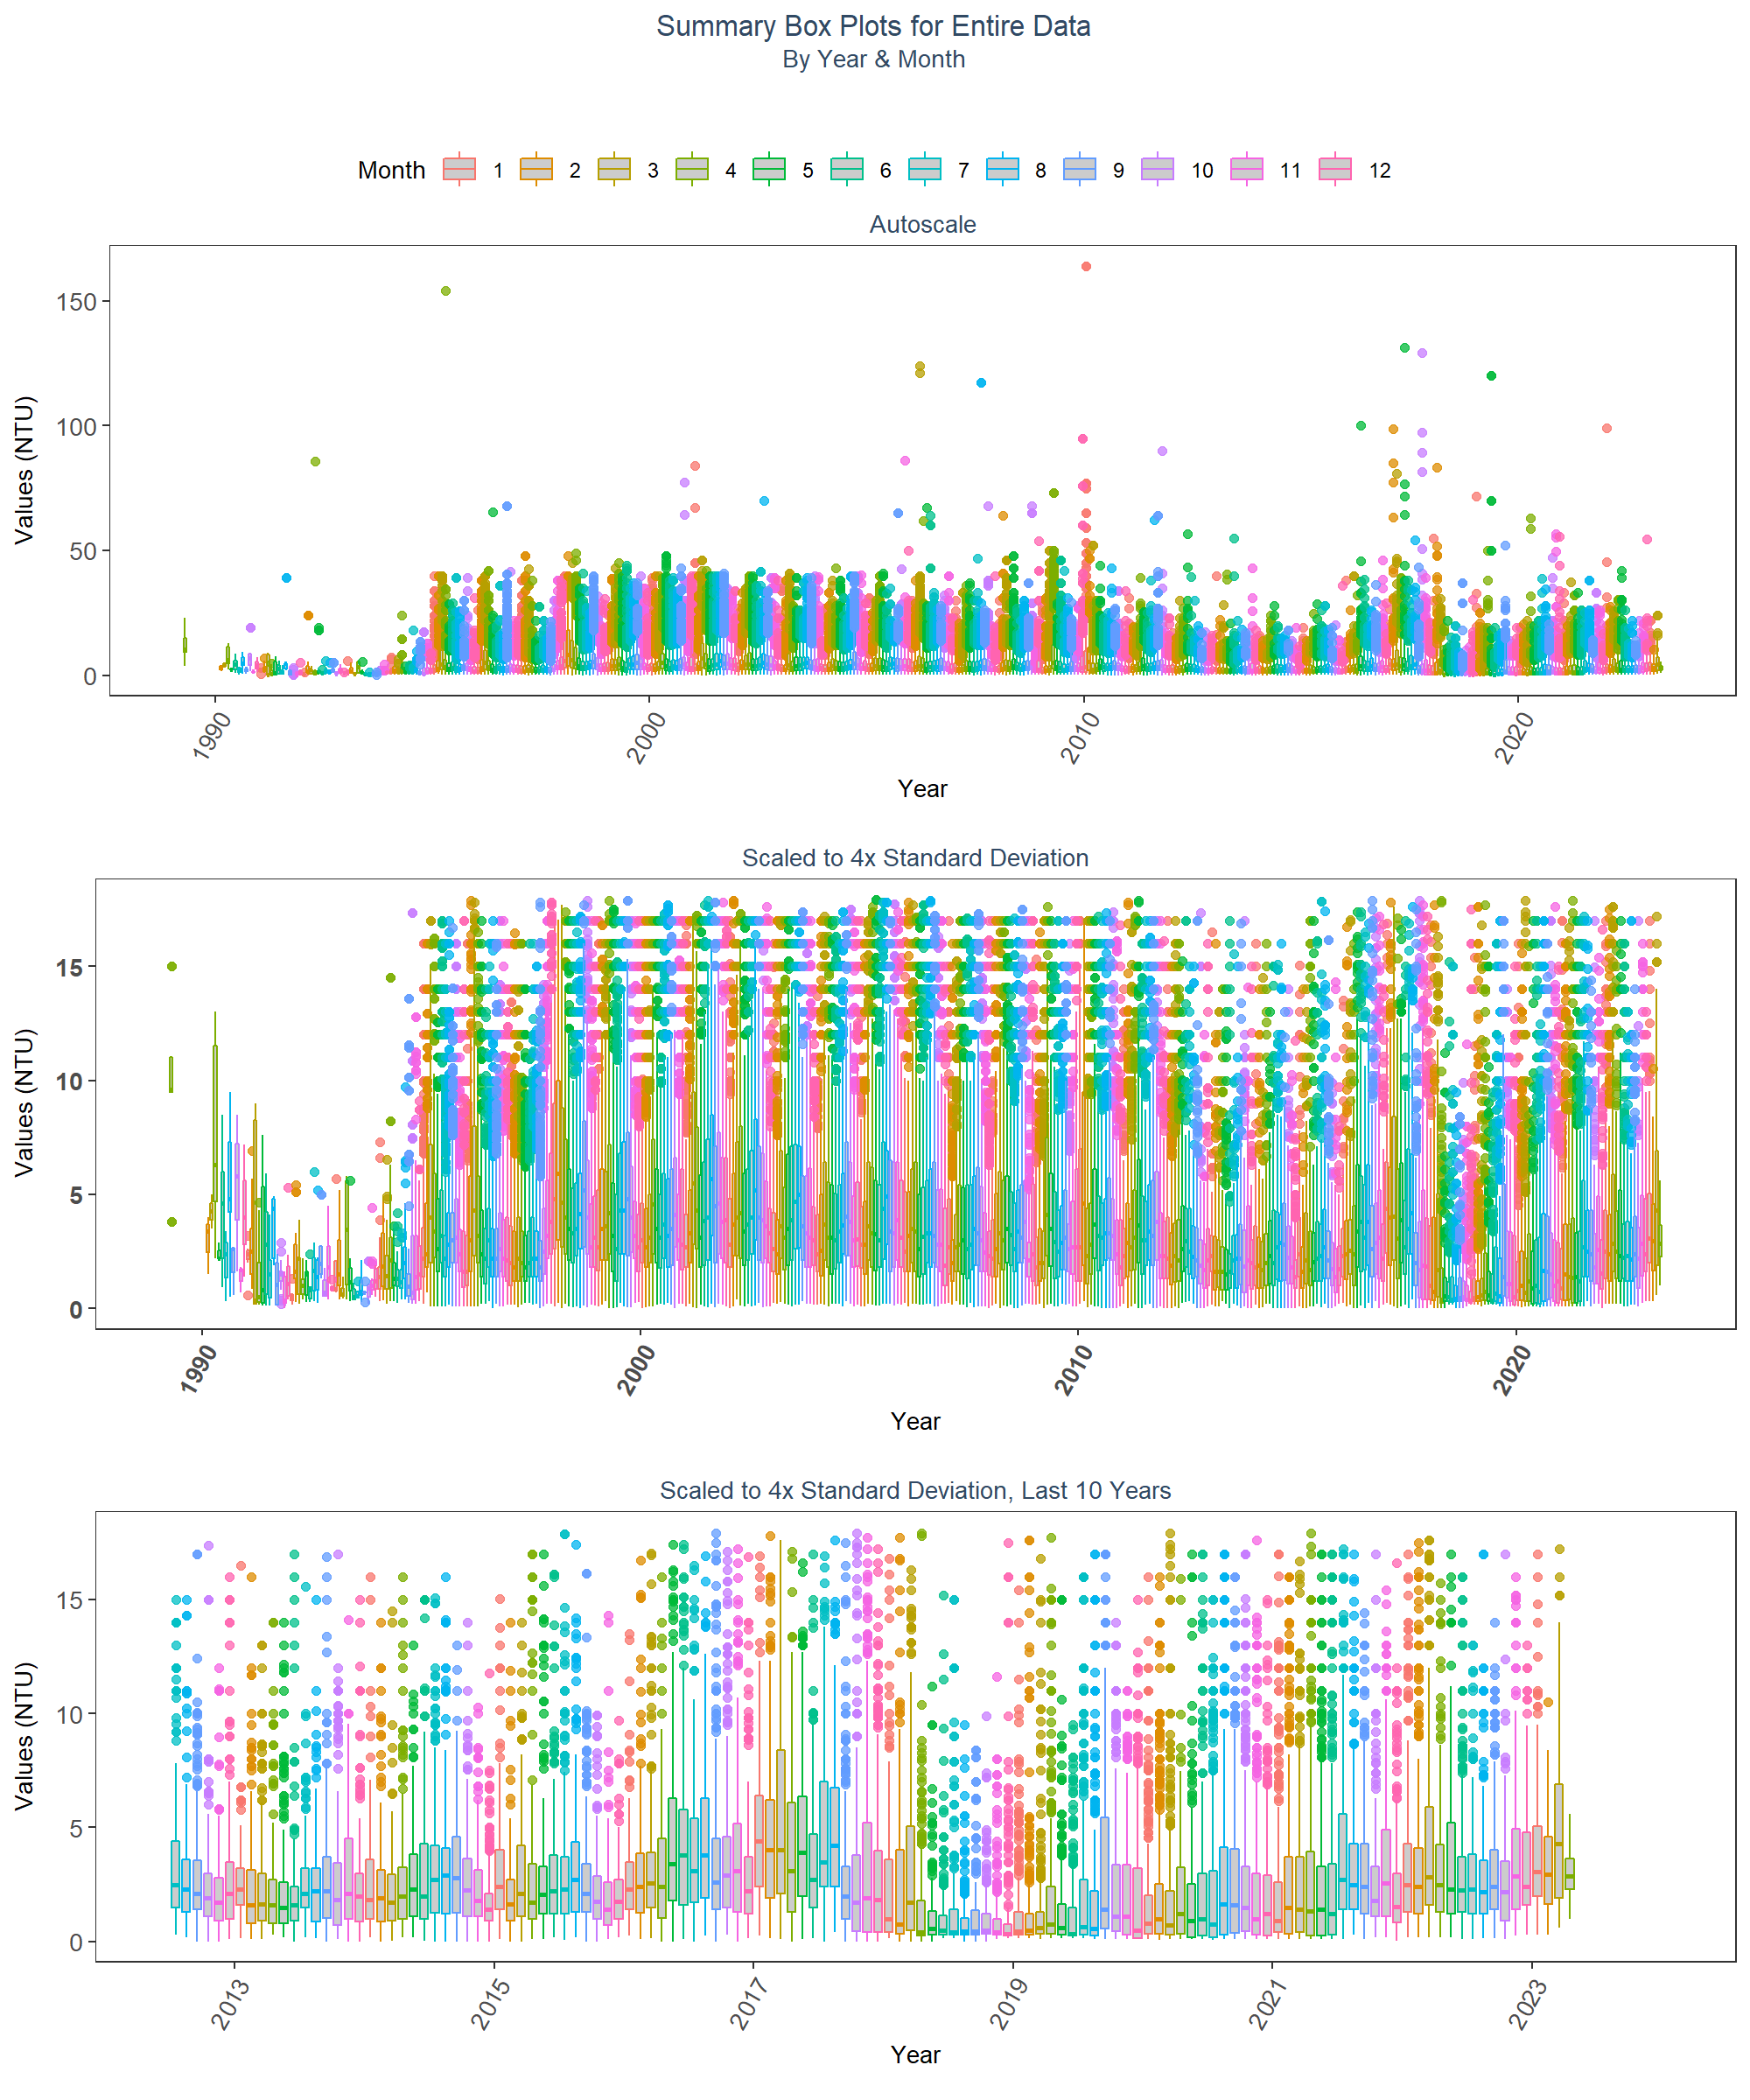 Summary Box Plots for Entire Data
By Year & Month
Month 1 2 3 4 5 6 7 8 9 10 11 12
Autoscale
Values (NTU)
150
100
50
0
1990 2000 2010 2020
Year
Scaled to 4x Standard Deviation
Values (NTU)
15
10
5
0
1990 2000 2010 2020
Year
Scaled to 4x Standard Deviation, Last 10 Years
Values (NTU)
15
10
5
0
2013 2015 2017 2019 2021 2023
Year